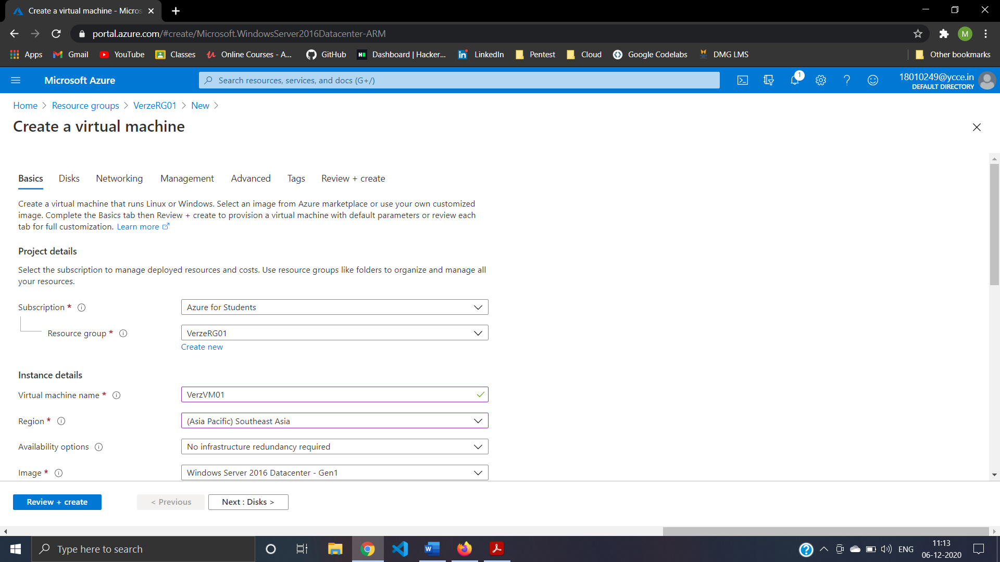 Create a virtual machine - Micros
portal.azure.com/#create/Microsoft.WindowsServer2016Datacenter-ARM
M
Apps Gmail YouTube Classes Online Courses - A... GitHub Dashboard | Hacker... LinkedIn Pentest Cloud Google Codelabs DMG LMS Other bookmarks
Microsoft Azure
Search resources, services, and docs (G+/)
1
18010249@ycce.in
DEFAULT DIRECTORY
Home > Resource groups > VerzeRG01 > New >
Create a virtual machine
Basics Disks Networking Management Advanced Tags Review + create
Create a virtual machine that runs Linux or Windows. Select an image from Azure marketplace or use your own customized
image. Complete the Basics tab then Review + create to provision a virtual machine with default parameters or review each
tab for full customization. Learn more
Project details
Select the subscription to manage deployed resources and costs. Use resource groups like folders to organize and manage all
your resources.
Subscription * Azure for Students
Resource group * VerzeRG01
Create new
Instance details
Virtual machine name * VerzVM01
Region * (Asia Pacific) Southeast Asia
Availability options No infrastructure redundancy required
Image * Windows Server 2016 Datacenter - Gen1
Review + create < Previous Next : Disks >
Type here to search
ENG
11:13
06-12-2020